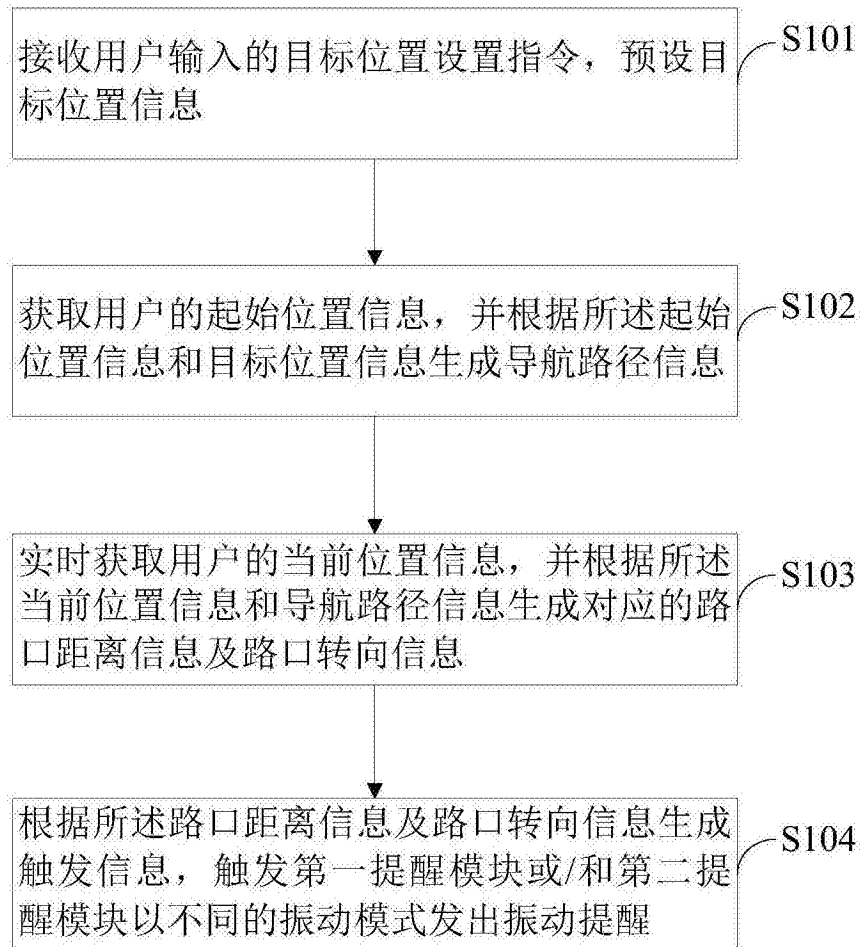 接收用户输入的目标位置设置指令，预设目
标位置信息
S101
获取用户的起始位置信息，并根据所述起始
位置信息和目标位置信息生成导航路径信息
S102
实时获取用户的当前位置信息，并根据所述
当前位置信息和导航路径信息生成对应的路
口距离信息及路口转向信息
S103
根据所述路口距离信息及路口转向信息生成
触发信息，触发第一提醒模块或/和第二提
醒模块以不同的振动模式发出振动提醒
S104